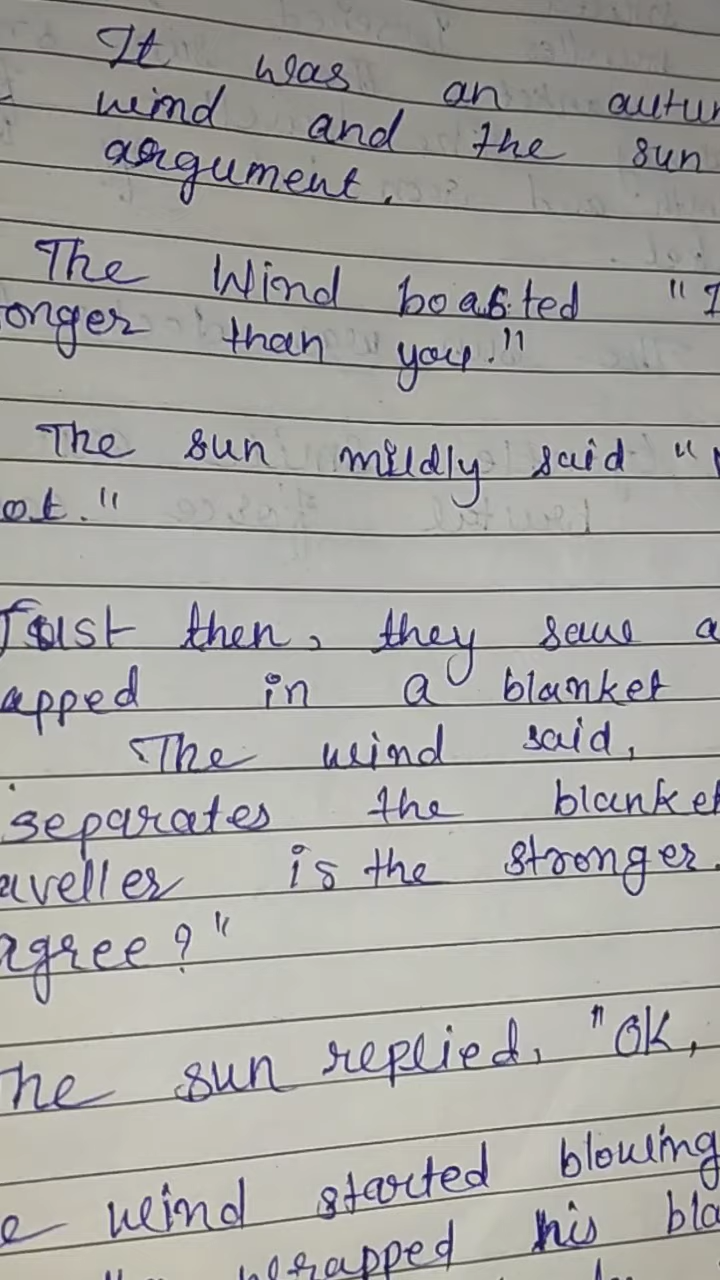 It was an autu
wind and the sun
argument.
The Wind boasted "I
onger than you."
The sun mildly said "
ot."
Just then, they saw a
apped in a blanket
The wind said,
separates the blanket
aveller is the stronger.
agree?"
he sun replied, "OK,
e wind started blowing
wrapped his bla